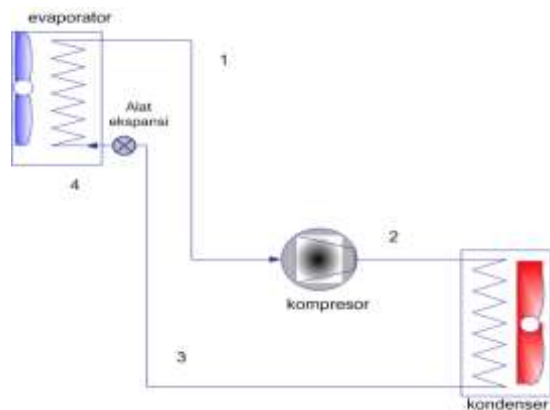 evaporator
1
Alat
ekspansi
4
2
kompresor
3
kondenser